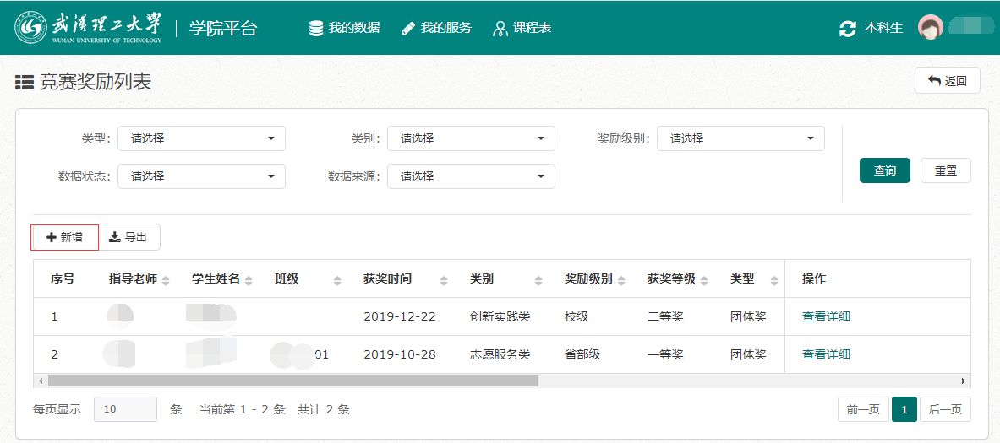 武汉理工大学 学院平台 我的数据 我的服务 课程表 本科生
WUHAN UNIVERSITY OF TECHNOLOGY
竞赛奖励列表 返回
类型: 请选择 类别: 请选择 奖励级别: 请选择
数据状态: 请选择 数据来源: 请选择 查询 重置
新增 导出
序号 指导老师 学生姓名 班级 获奖时间 类别 奖励级别 获奖等级 类型 操作
1 2019-12-22 创新实践类 校级 二等奖 团体奖 查看详细
2 01 2019-10-28 志愿服务类 省部级 一等奖 团体奖 查看详细
每页显示 10 条 当前第 1 - 2 条 共计 2 条 前一页 1 后一页